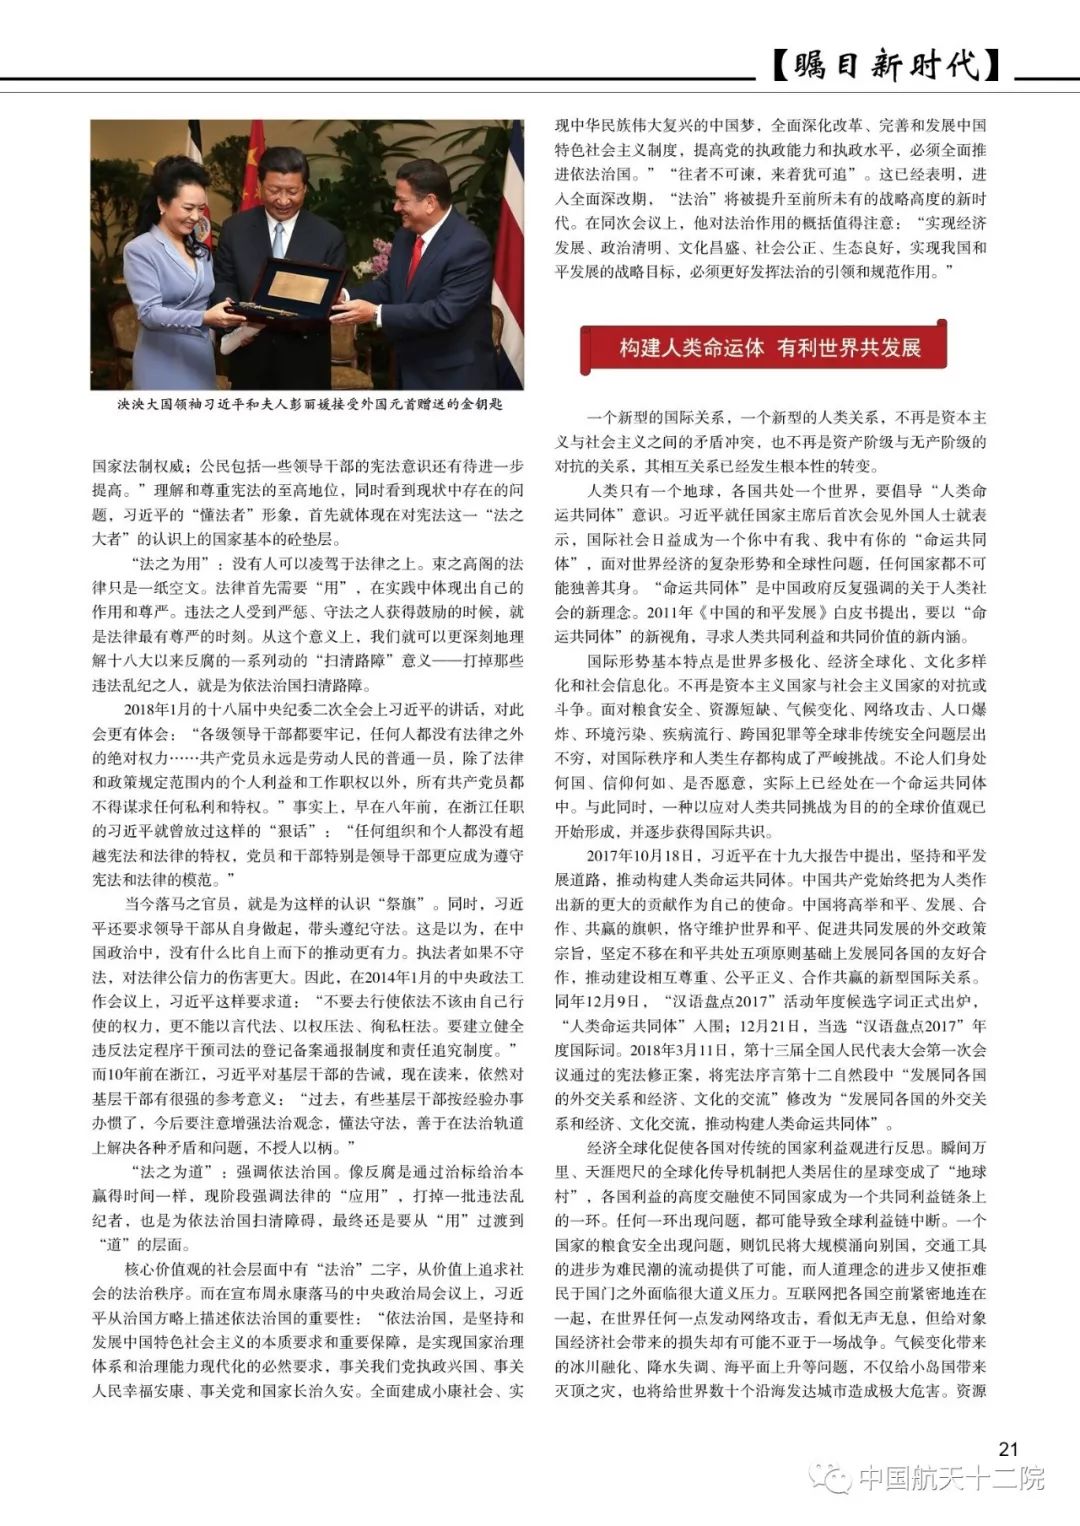 【瞩目新时代】
泱泱大国领袖习近平和夫人彭丽媛接受外国元首赠送的金钥匙
国家法制权威；公民包括一些领导干部的宪法意识还有待进一步
提高。”理解和尊重宪法的至高地位，同时看到现状中存在的问
题，习近平的“懂法者”形象，首先就体现在对宪法这一“法之
大者”的认识上的国家基本的砼垫层。
“法之为用”：没有人可以凌驾于法律之上。束之高阁的法
律只是一纸空文。法律首先需要“用”，在实践中体现出自己的
作用和尊严。违法之人受到严惩、守法之人获得鼓励的时候，就
是法律最有尊严的时刻。从这个意义上，我们就可以更深刻地理
解十八大以来反腐的一系列动的“扫清路障”意义——打掉那些
违法乱纪之人，就是为依法治国扫清路障。
2018年1月的十八届中央纪委二次全会上习近平的讲话，对此
会更有体会：“各级领导干部都要牢记，任何人都没有法律之外
的绝对权力……共产党员永远是劳动人民的普通一员，除了法律
和政策规定范围内的个人利益和工作职权以外，所有共产党员都
不得谋求任何私利和特权。”事实上，早在八年前，在浙江任职
的习近平就曾放过这样的“狠话”：“任何组织和个人都没有超
越宪法和法律的特权，党员和干部特别是领导干部更应成为遵守
宪法和法律的模范。”
当今落马之官员，就是为这样的认识“祭旗”。同时，习近
平还要求领导干部从自身做起，带头遵纪守法。这是以为，在中
国政治中，没有什么比自上而下的推动更有力。执法者如果不守
法，对法律公信力的伤害更大。因此，在2014年1月的中央政法工
作会议上，习近平这样要求道：“不要去行使依法不该由自己行
使的权力，更不能以言代法、以权压法、徇私枉法。要建立健全
违反法定程序干预司法的登记备案通报制度和责任追究制度。”
而10年前在浙江，习近平对基层干部的告诫，现在读来，依然对
基层干部有很强的参考意义：“过去，有些基层干部按经验办事
办惯了，今后要注意增强法治观念，懂法守法，善于在法治轨道
上解决各种矛盾和问题，不授人以柄。”
“法之为道”：强调依法治国。像反腐是通过治标给治本
赢得时间一样，现阶段强调法律的“应用”，打掉一批违法乱
纪者，也是为依法治国扫清障碍，最终还是要从“用”过渡到
“道”的层面。
核心价值观的社会层面中有“法治”二字，从价值上追求社
会的法治秩序。而在宣布周永康落马的中央政治局会议上，习近
平从治国方略上描述依法治国的重要性：“依法治国，是坚持和
发展中国特色社会主义的本质要求和重要保障，是实现国家治理
体系和治理能力现代化的必然要求，事关我们党执政兴国、事关
人民幸福安康、事关党和国家长治久安。全面建成小康社会、实
现中华民族伟大复兴的中国梦，全面深化改革、完善和发展中国
特色社会主义制度，提高党的执政能力和执政水平，必须全面推
进依法治国。”“往者不可谏，来着犹可追”。这已经表明，进
入全面深改期，“法治”将被提升至前所未有的战略高度的新时
代。在同次会议上，他对法治作用的概括值得注意：“实现经济
发展、政治清明、文化昌盛、社会公正、生态良好，实现我国和
平发展的战略目标，必须更好发挥法治的引领和规范作用。”
构建人类命运体 有利世界共发展
一个新型的国际关系，一个新型的人类关系，不再是资本主
义与社会主义之间的矛盾冲突，也不再是资产阶级与无产阶级的
对抗的关系，其相互关系已经发生根本性的转变。
人类只有一个地球，各国共处一个世界，要倡导“人类命
运共同体”意识。习近平就任国家主席后首次会见外国人士就表
示，国际社会日益成为一个你中有我、我中有你的“命运共同
体”，面对世界经济的复杂形势和全球性问题，任何国家都不可
能独善其身。“命运共同体”是中国政府反复强调的关于人类社
会的新理念。2011年《中国的和平发展》白皮书提出，要以“命
运共同体”的新视角，寻求人类共同利益和共同价值的新内涵。
国际形势基本特点是世界多极化、经济全球化、文化多样
化和社会信息化。不再是资本主义国家与社会主义国家的对抗或
斗争。面对粮食安全、资源短缺、气候变化、网络攻击、人口爆
炸、环境污染、疾病流行、跨国犯罪等全球非传统安全问题层出
不穷，对国际秩序和人类生存都构成了严峻挑战。不论人们身处
何国、信仰何如、是否愿意，实际上已经处在一个命运共同体
中。与此同时，一种以应对人类共同挑战为目的的全球价值观已
开始形成，并逐步获得国际共识。
2017年10月18日，习近平在十九大报告中提出，坚持和平发
展道路，推动构建人类命运共同体。中国共产党始终把为人类作
出新的更大的贡献作为自己的使命。中国将高举和平、发展、合
作、共赢的旗帜，恪守维护世界和平、促进共同发展的外交政策
宗旨，坚定不移在和平共处五项原则基础上发展同各国的友好合
作，推动建设相互尊重、公平正义、合作共赢的新型国际关系。
同年12月9日，“汉语盘点2017”活动年度候选字词正式出炉，
“人类命运共同体”入围；12月21日，当选“汉语盘点2017”年
度国际词。2018年3月11日，第十三届全国人民代表大会第一次会
议通过的宪法修正案，将宪法序言第十二自然段中“发展同各国
的外交关系和经济、文化的交流”修改为“发展同各国的外交关
系和经济、文化交流，推动构建人类命运共同体”。
经济全球化促使各国对传统的国家利益观进行反思。瞬间万
里、天涯咫尺的全球化传导机制把人类居住的星球变成了“地球
村”，各国利益的高度交融使不同国家成为一个共同利益链条上
的一环。任何一环出现问题，都可能导致全球利益链中断。一个
国家的粮食安全出现问题，则饥民将大规模涌向别国，交通工具
的进步为难民潮的流动提供了可能，而人道理念的进步又使拒难
民于国门之外面临很大道义压力。互联网把各国空前紧密地连在
一起，在世界任何一点发动网络攻击，看似无声无息，但给对象
国经济社会带来的损失却有可能不亚于一场战争。气候变化带来
的冰川融化、降水失调、海平面上升等问题，不仅给小岛国带来
灭顶之灾，也将给世界数十个沿海发达城市造成极大危害。资源
21
中国航天十二院